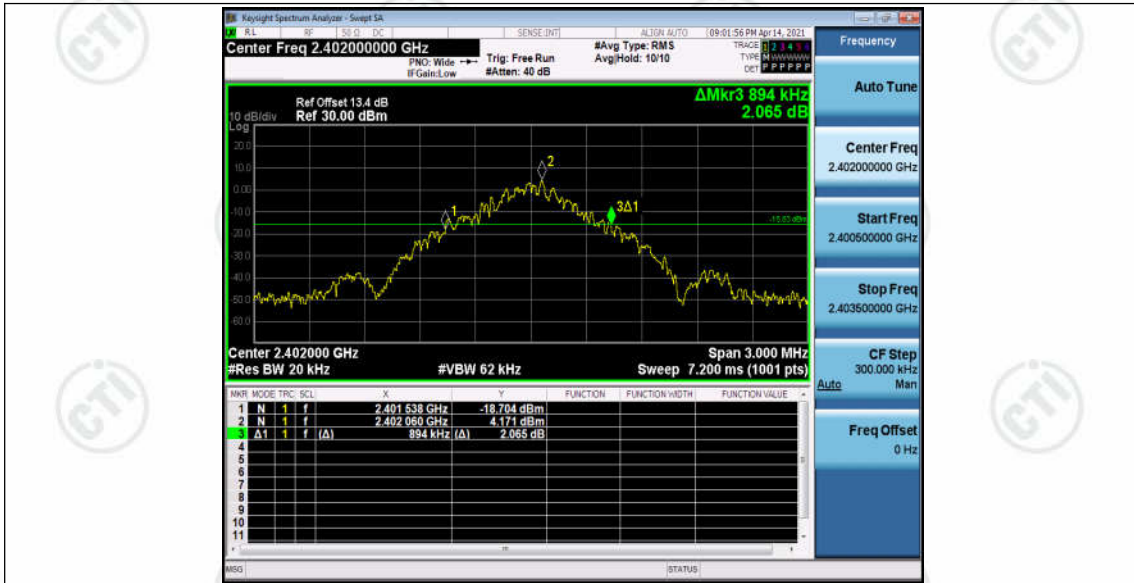 CTI
CTI
Keysight Spectrum Analyzer - Swept SA
RL RF 50 Ω DC SENSE:INT ALIGN AUTO 09:01:56 PM Apr 14, 2021
Center Freq 2.402000000 GHz #Avg Type: RMS TRACE 1 2 3 4 5 6
PNO: Wide Trig: Free Run Avg|Hold: 10/10 TYPE M WWWWW
IFGain:Low #Atten: 40 dB DET P P P P P P
ΔMkr3 894 kHz
2.065 dB
Ref Offset 13.4 dB
10 dB/div Ref 30.00 dBm
Log
20.0
10.0
0.00
-10.0
-20.0
-30.0
-40.0
-50.0
-60.0
1
2
3Δ1
Center 2.402000 GHz Span 3.000 MHz
#Res BW 20 kHz #VBW 62 kHz Sweep 7.200 ms (1001 pts)
MKR MODE TRC SCL X Y FUNCTION FUNCTION WIDTH FUNCTION VALUE
1 N 1 f 2.401 538 GHz -18.704 dBm
2 N 1 f 2.402 060 GHz 4.171 dBm
3 Δ1 1 f (Δ) 894 kHz (Δ) 2.065 dB
4
5
6
7
8
9
10
11
MSG STATUS
Frequency
Auto Tune
Center Freq
2.402000000 GHz
Start Freq
2.400500000 GHz
Stop Freq
2.403500000 GHz
CF Step
300.000 kHz
Auto Man
Freq Offset
0 Hz
CTI
CTI